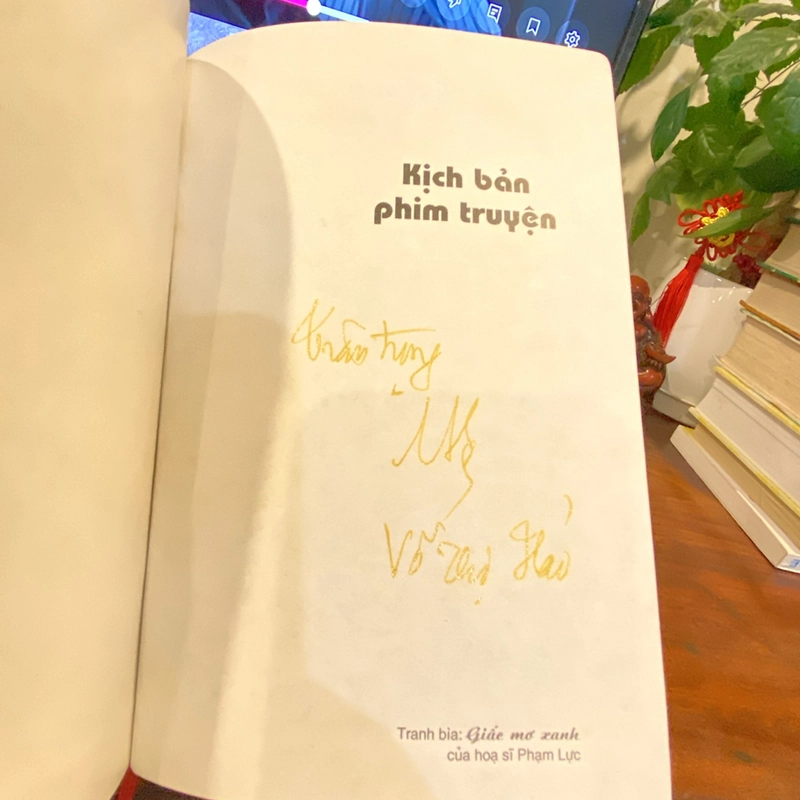 Kịch bản
phim truyện
trân trọng
Võ Thị Hảo
Tranh bìa: Giấc mơ xanh
của hoạ sĩ Phạm Lực